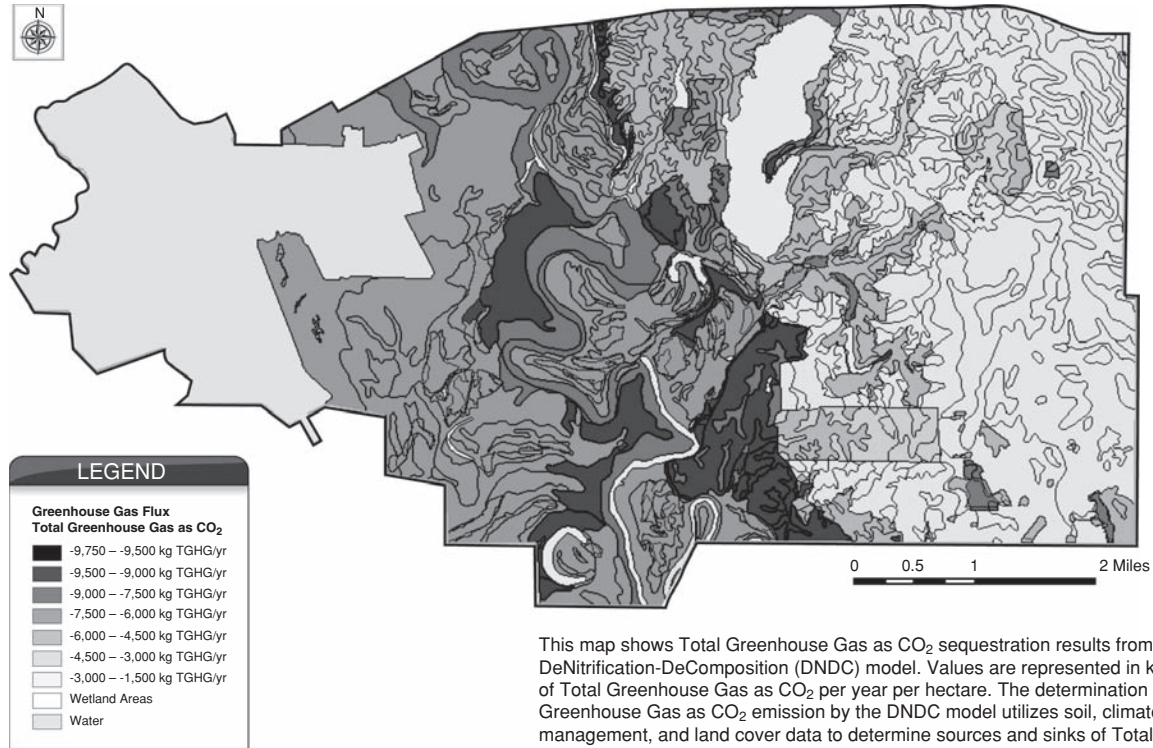 N
LEGEND
Greenhouse Gas Flux
Total Greenhouse Gas as CO₂
-9,750 – -9,500 kg TGHG/yr
-9,500 – -9,000 kg TGHG/yr
-9,000 – -7,500 kg TGHG/yr
-7,500 – -6,000 kg TGHG/yr
-6,000 – -4,500 kg TGHG/yr
-4,500 – -3,000 kg TGHG/yr
-3,000 – -1,500 kg TGHG/yr
Wetland Areas
Water
0 0.5 1 2 Miles
This map shows Total Greenhouse Gas as CO₂ sequestration results from
DeNitrification-DeComposition (DNDC) model. Values are represented in k
of Total Greenhouse Gas as CO₂ per year per hectare. The determination
Greenhouse Gas as CO₂ emission by the DNDC model utilizes soil, climate
management, and land cover data to determine sources and sinks of Total